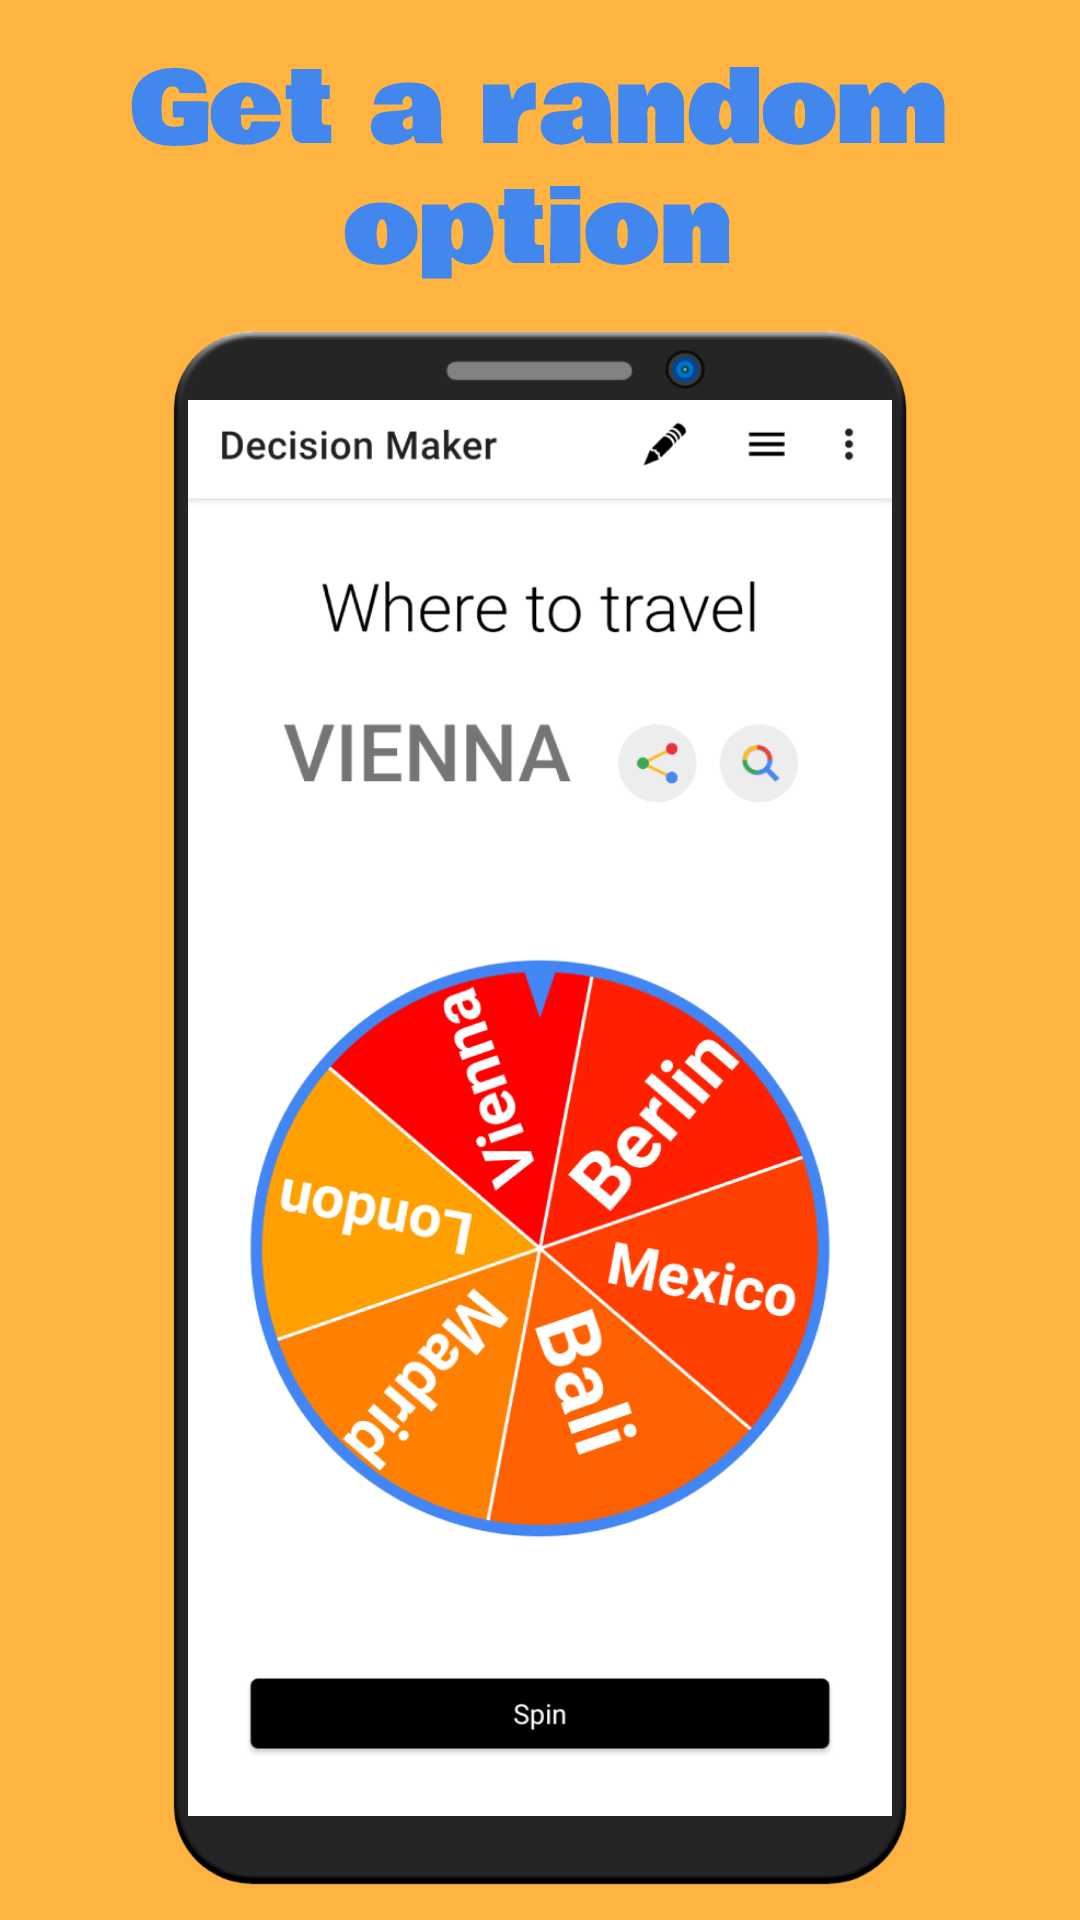 Get a random
option
Decision Maker
Where to travel
VIENNA
Vienna
Berlin
Mexico
Bali
Madrid
London
Spin